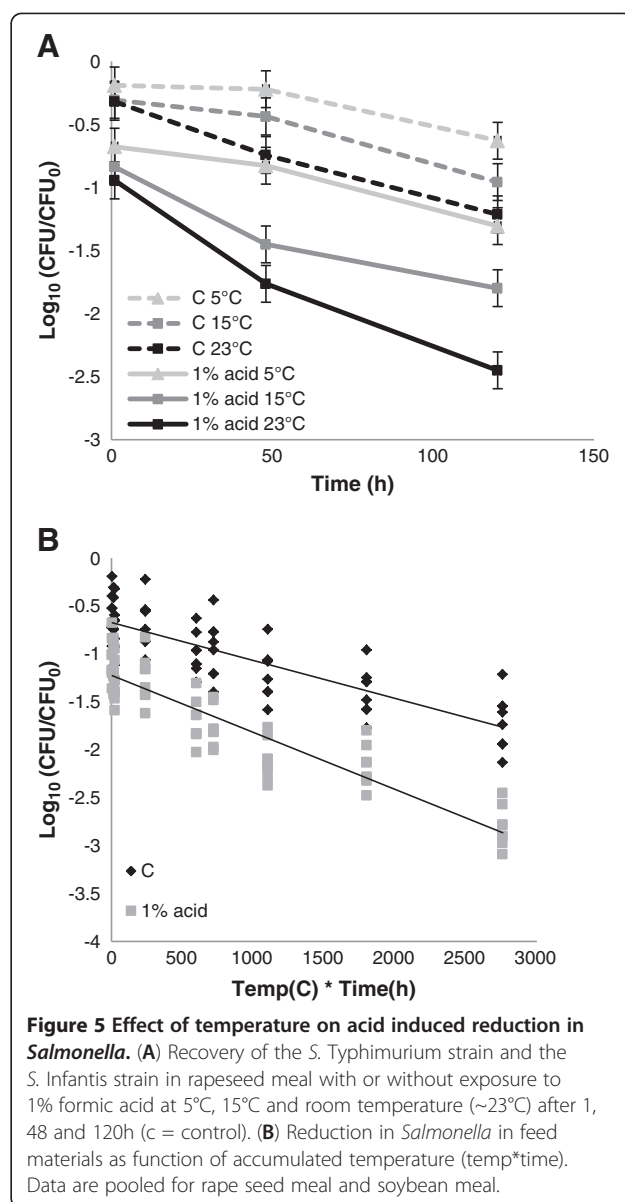 A
0
-0.5
-1
-1.5
-2
-2.5
-3
Log10 (CFU/CFU0)
C 5°C
C 15°C
C 23°C
1% acid 5°C
1% acid 15°C
1% acid 23°C
0 50 100 150
Time (h)
B
0
-0.5
-1
-1.5
-2
-2.5
-3
-3.5
-4
Log10 (CFU/CFU0)
C
1% acid
0 500 1000 1500 2000 2500 3000
Temp(C) * Time(h)
Figure 5 Effect of temperature on acid induced reduction in
Salmonella. (A) Recovery of the S. Typhimurium strain and the
S. Infantis strain in rapeseed meal with or without exposure to
1% formic acid at 5°C, 15°C and room temperature (~23°C) after 1,
48 and 120h (c = control). (B) Reduction in Salmonella in feed
materials as function of accumulated temperature (temp*time).
Data are pooled for rape seed meal and soybean meal.